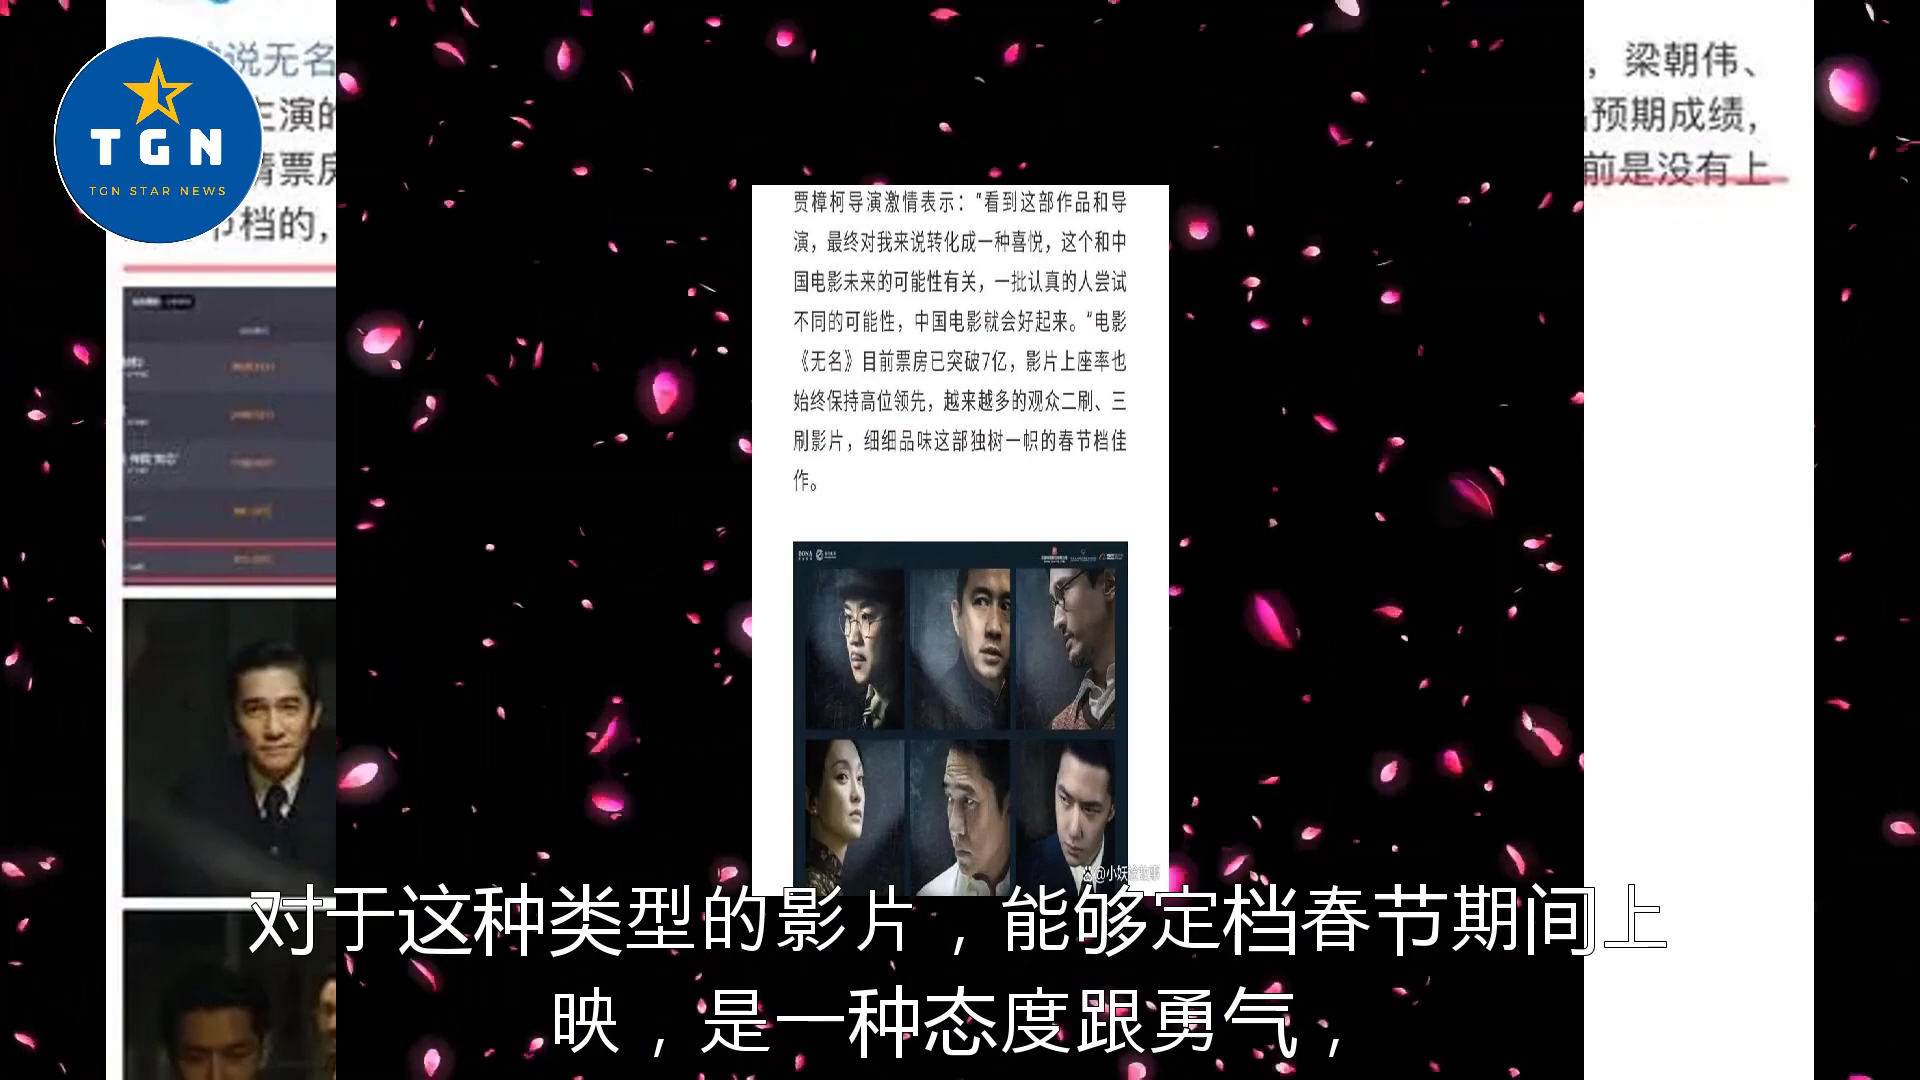 说无名
主演的
情票房
节档的，
TGN
TGN STAR NEWS
，梁朝伟、
预期成绩，
前是没有上
贾樟柯导演激情表示：“看到这部作品和导
演，最终对我来说转化成一种喜悦，这个和中
国电影未来的可能性有关，一批认真的人尝试
不同的可能性，中国电影就会好起来。“电影
《无名》目前票房已突破7亿，影片上座率也
始终保持高位领先，越来越多的观众二刷、三
刷影片，细细品味这部独树一帜的春节档佳
作。
BONA
@小妖
对于这种类型的影片，能够定档春节期间上
映，是一种态度跟勇气，